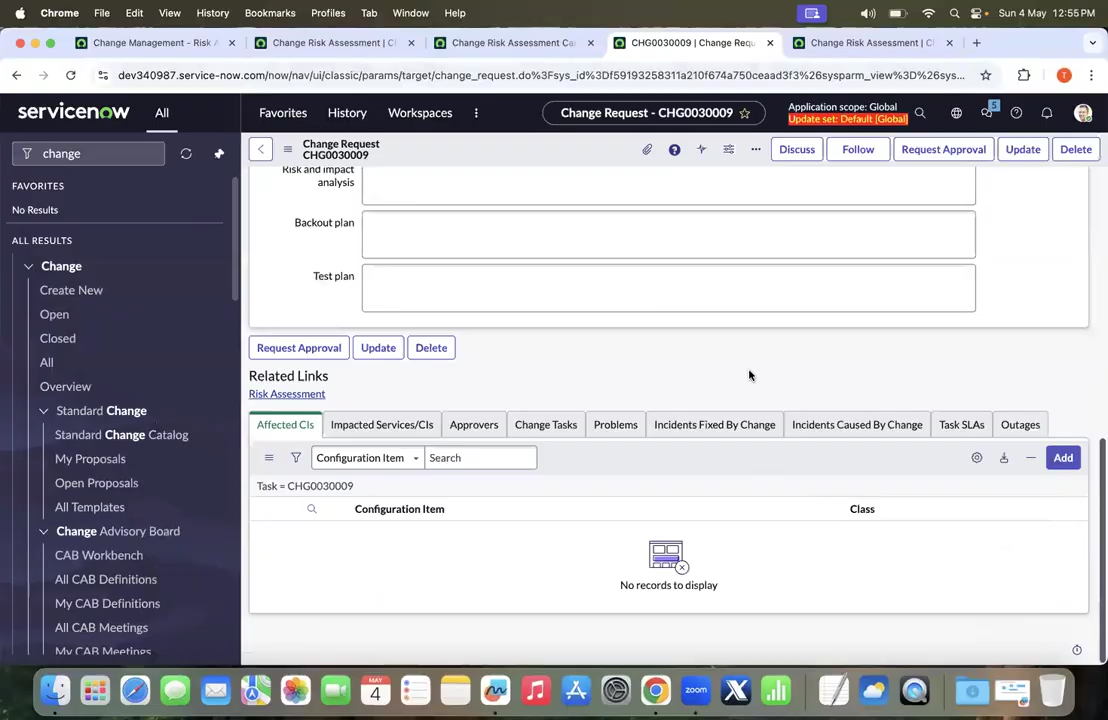 Chrome File Edit View History Bookmarks Profiles Tab Window Help Sun 4 May 12:55 PM
Change Management - Risk A Change Risk Assessment | C Change Risk Assessment Ca CHG0030009 | Change Requ Change Risk Assessment | C
dev340987.service-now.com/now/nav/ui/classic/params/target/change_request.do%3Fsys_id%3Df59193258311a210f674a750ceaad3f3%26sysparm_view%3D%26sys...
T
servicenow All Favorites History Workspaces Change Request - CHG0030009 Application scope: Global
Update set: Default [Global]
5
change
FAVORITES
No Results
ALL RESULTS
Change
Create New
Open
Closed
All
Overview
Standard Change
Standard Change Catalog
My Proposals
Open Proposals
All Templates
Change Advisory Board
CAB Workbench
All CAB Definitions
My CAB Definitions
All CAB Meetings
My CAB Meetings
Change Request
CHG0030009
Discuss Follow Request Approval Update Delete
Risk and impact
analysis
Backout plan
Test plan
Request Approval Update Delete
Related Links
Risk Assessment
Affected CIs Impacted Services/CIs Approvers Change Tasks Problems Incidents Fixed By Change Incidents Caused By Change Task SLAs Outages
Configuration Item Search Add
Task = CHG0030009
Configuration Item Class
No records to display
MAY
4
zoom